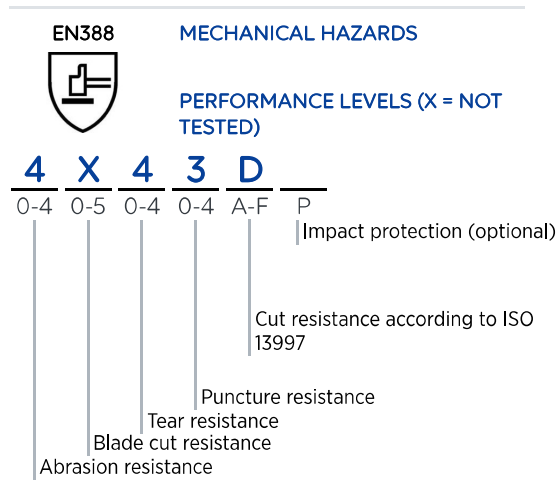 EN388
MECHANICAL HAZARDS
PERFORMANCE LEVELS (X = NOT
TESTED)
4 X 4 3 D
0-4 0-5 0-4 0-4 A-F P
Impact protection (optional)
Cut resistance according to ISO
13997
Puncture resistance
Tear resistance
Blade cut resistance
Abrasion resistance